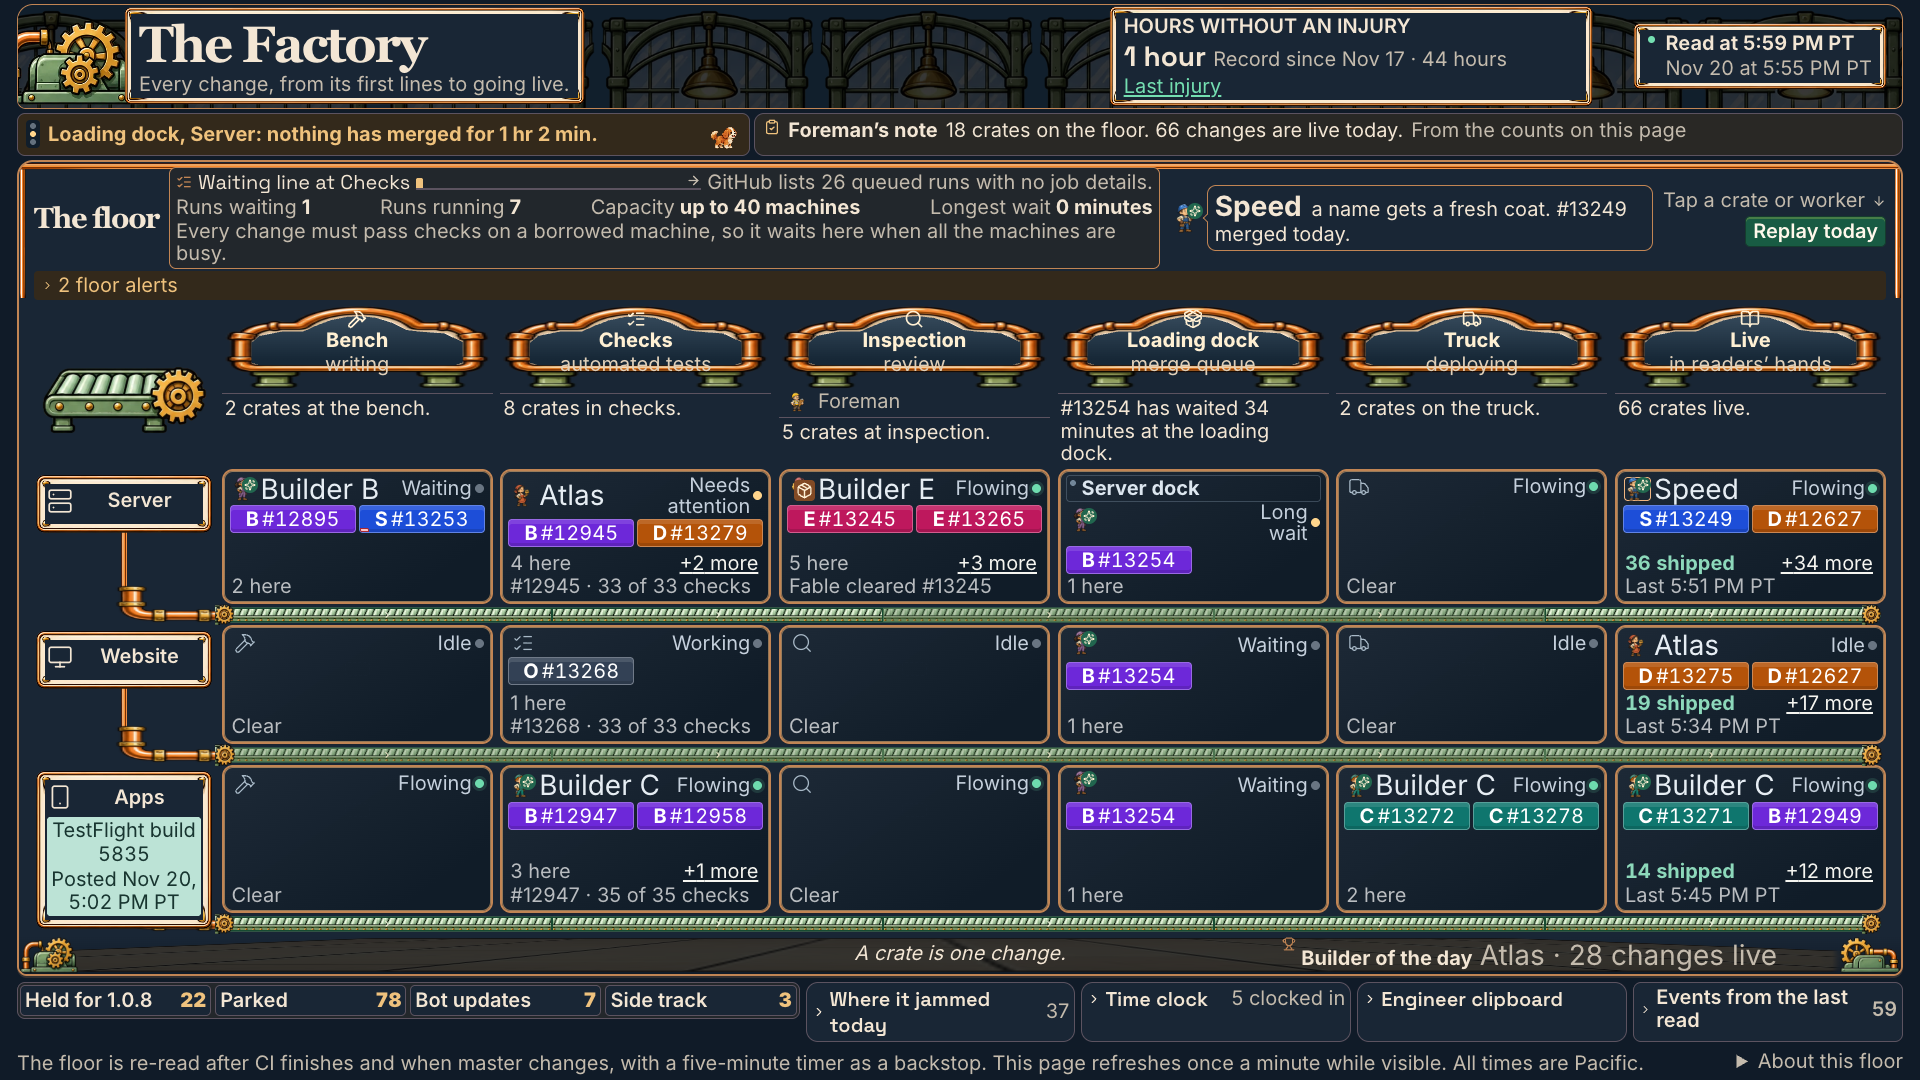 The Factory
Every change, from its first lines to going live.
HOURS WITHOUT AN INJURY
1 hour Record since Nov 17 · 44 hours
Last injury
Read at 5:59 PM PT
Nov 20 at 5:55 PM PT
Loading dock, Server: nothing has merged for 1 hr 2 min.
Foreman’s note 18 crates on the floor. 66 changes are live today. From the counts on this page
The floor
Waiting line at Checks → GitHub lists 26 queued runs with no job details.
Runs waiting 1 Runs running 7 Capacity up to 40 machines Longest wait 0 minutes
Every change must pass checks on a borrowed machine, so it waits here when all the machines are
busy.
Speed a name gets a fresh coat. #13249
merged today.
Tap a crate or worker ↓
Replay today
› 2 floor alerts
Bench
writing
Checks
automated tests
Inspection
review
Loading dock
merge queue
Truck
deploying
Live
in readers’ hands
2 crates at the bench.
8 crates in checks.
Foreman
5 crates at inspection.
#13254 has waited 34
minutes at the loading
dock.
2 crates on the truck.
66 crates live.
Server
Builder B Waiting
B #12895 S #13253
2 here
Atlas Needs
attention
B #12945 D #13279
4 here +2 more
#12945 · 33 of 33 checks
Builder E Flowing
E #13245 E #13265
5 here +3 more
Fable cleared #13245
Server dock
Long
wait
B #13254
1 here
Flowing
Clear
Speed Flowing
S #13249 D #12627
36 shipped +34 more
Last 5:51 PM PT
Website
Idle
Clear
Working
O #13268
1 here
#13268 · 33 of 33 checks
Idle
Clear
Waiting
B #13254
1 here
Idle
Clear
Atlas Idle
D #13275 D #12627
19 shipped +17 more
Last 5:34 PM PT
Apps
TestFlight build
5835
Posted Nov 20,
5:02 PM PT
Flowing
Clear
Builder C Flowing
B #12947 B #12958
3 here +1 more
#12947 · 35 of 35 checks
Flowing
Clear
Waiting
B #13254
1 here
Builder C Flowing
C #13272 C #13278
2 here
Builder C Flowing
C #13271 B #12949
14 shipped +12 more
Last 5:45 PM PT
A crate is one change.
Builder of the day Atlas · 28 changes live
Held for 1.0.8 22
Parked 78
Bot updates 7
Side track 3
› Where it jammed
today 37
› Time clock 5 clocked in
› Engineer clipboard
› Events from the last
read 59
The floor is re-read after CI finishes and when master changes, with a five-minute timer as a backstop. This page refreshes once a minute while visible. All times are Pacific.
▶ About this floor